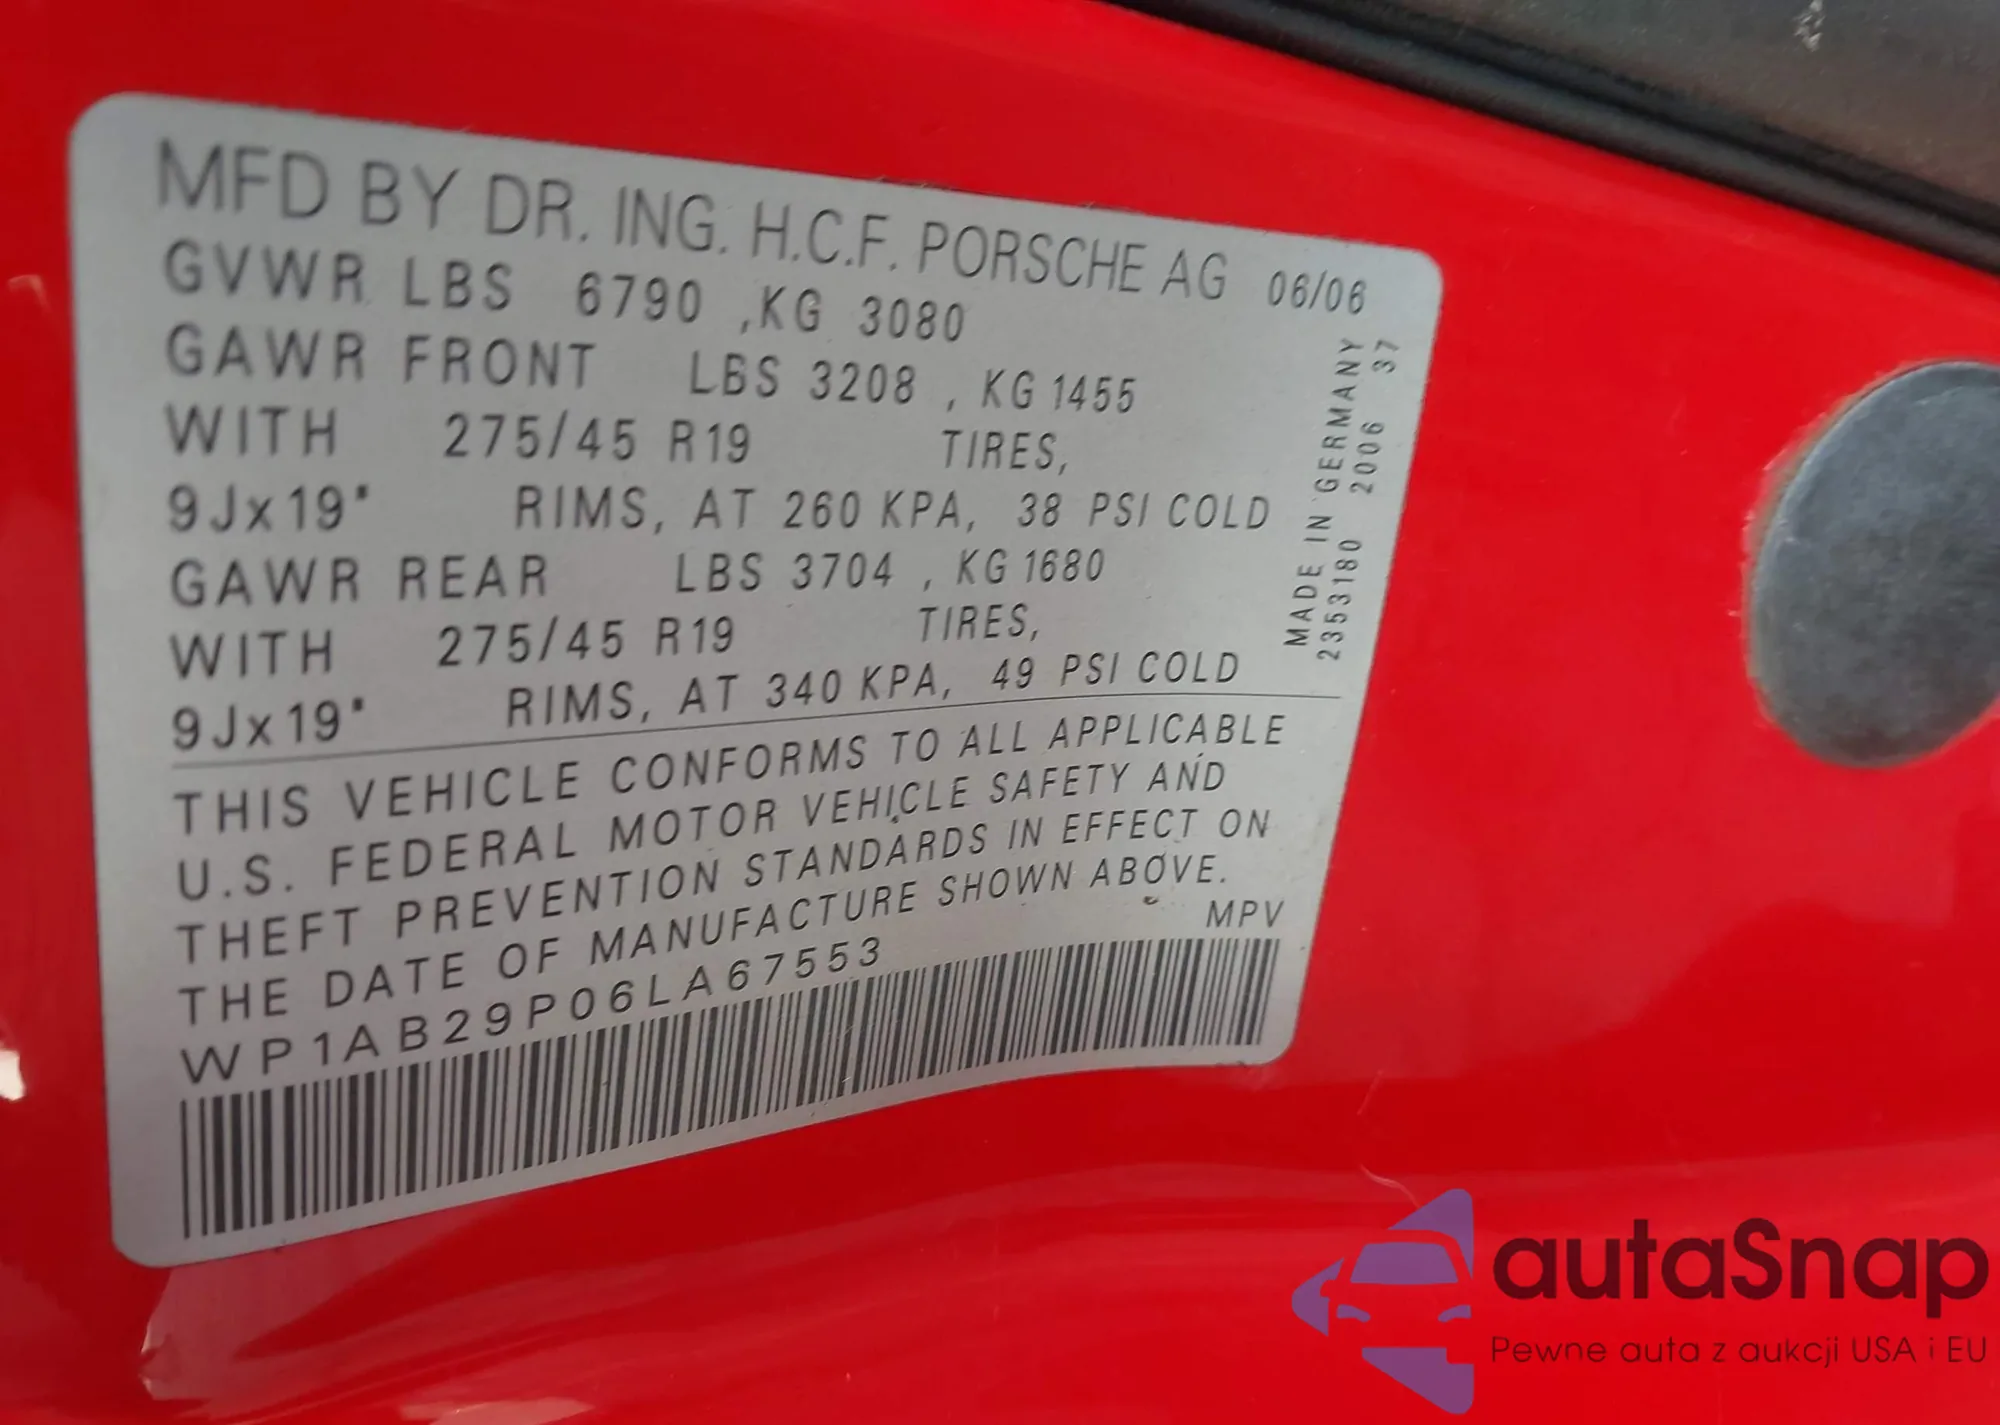 MFD BY DR. ING. H.C.F. PORSCHE AG 06/06
GVWR LBS 6790 ,KG 3080
GAWR FRONT LBS 3208 , KG 1455
WITH 275/45 R19 TIRES,
9Jx19" RIMS, AT 260 KPA, 38 PSI COLD
GAWR REAR LBS 3704 , KG 1680
WITH 275/45 R19 TIRES,
9Jx19" RIMS, AT 340 KPA, 49 PSI COLD
MADE IN GERMANY
2353180 2006 37
THIS VEHICLE CONFORMS TO ALL APPLICABLE
U.S. FEDERAL MOTOR VEHICLE SAFETY AND
THEFT PREVENTION STANDARDS IN EFFECT ON
THE DATE OF MANUFACTURE SHOWN ABOVE.
WP1AB29P06LA67553 MPV
autaSnap
Pewne auta z aukcji USA i EU